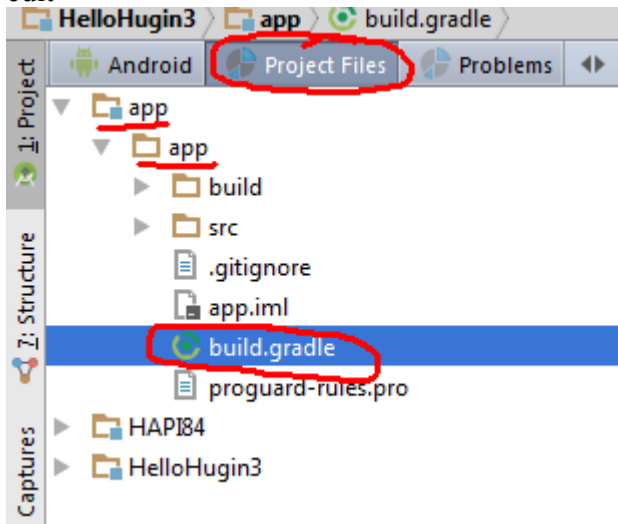 HelloHugin3 app build.gradle
Android Project Files Problems
1: Project
app
app
build
src
.gitignore
app.iml
build.gradle
proguard-rules.pro
HAPI84
HelloHugin3
7: Structure
Captures